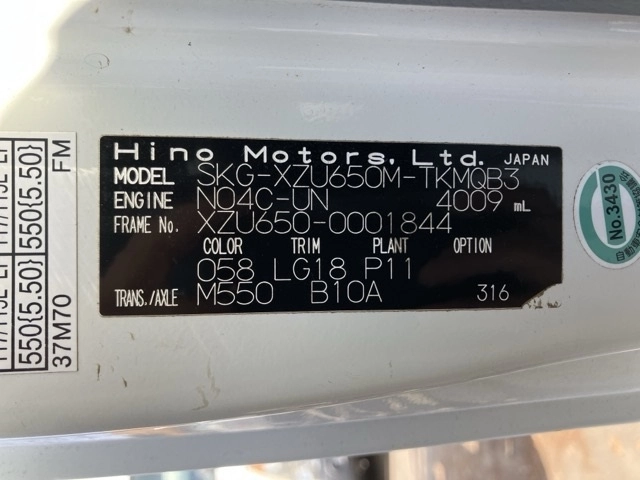 Hino Motors, Ltd. JAPAN
MODEL SKG-XZU650M-TKMQB3
ENGINE N04C-UN 4009 mL
FRAME No. XZU650-0001844
COLOR TRIM PLANT OPTION
058 LG18 P11
TRANS./AXLE M550 B10A 316
FM
550{5.50} 550{5.50}
37M70
No.3430